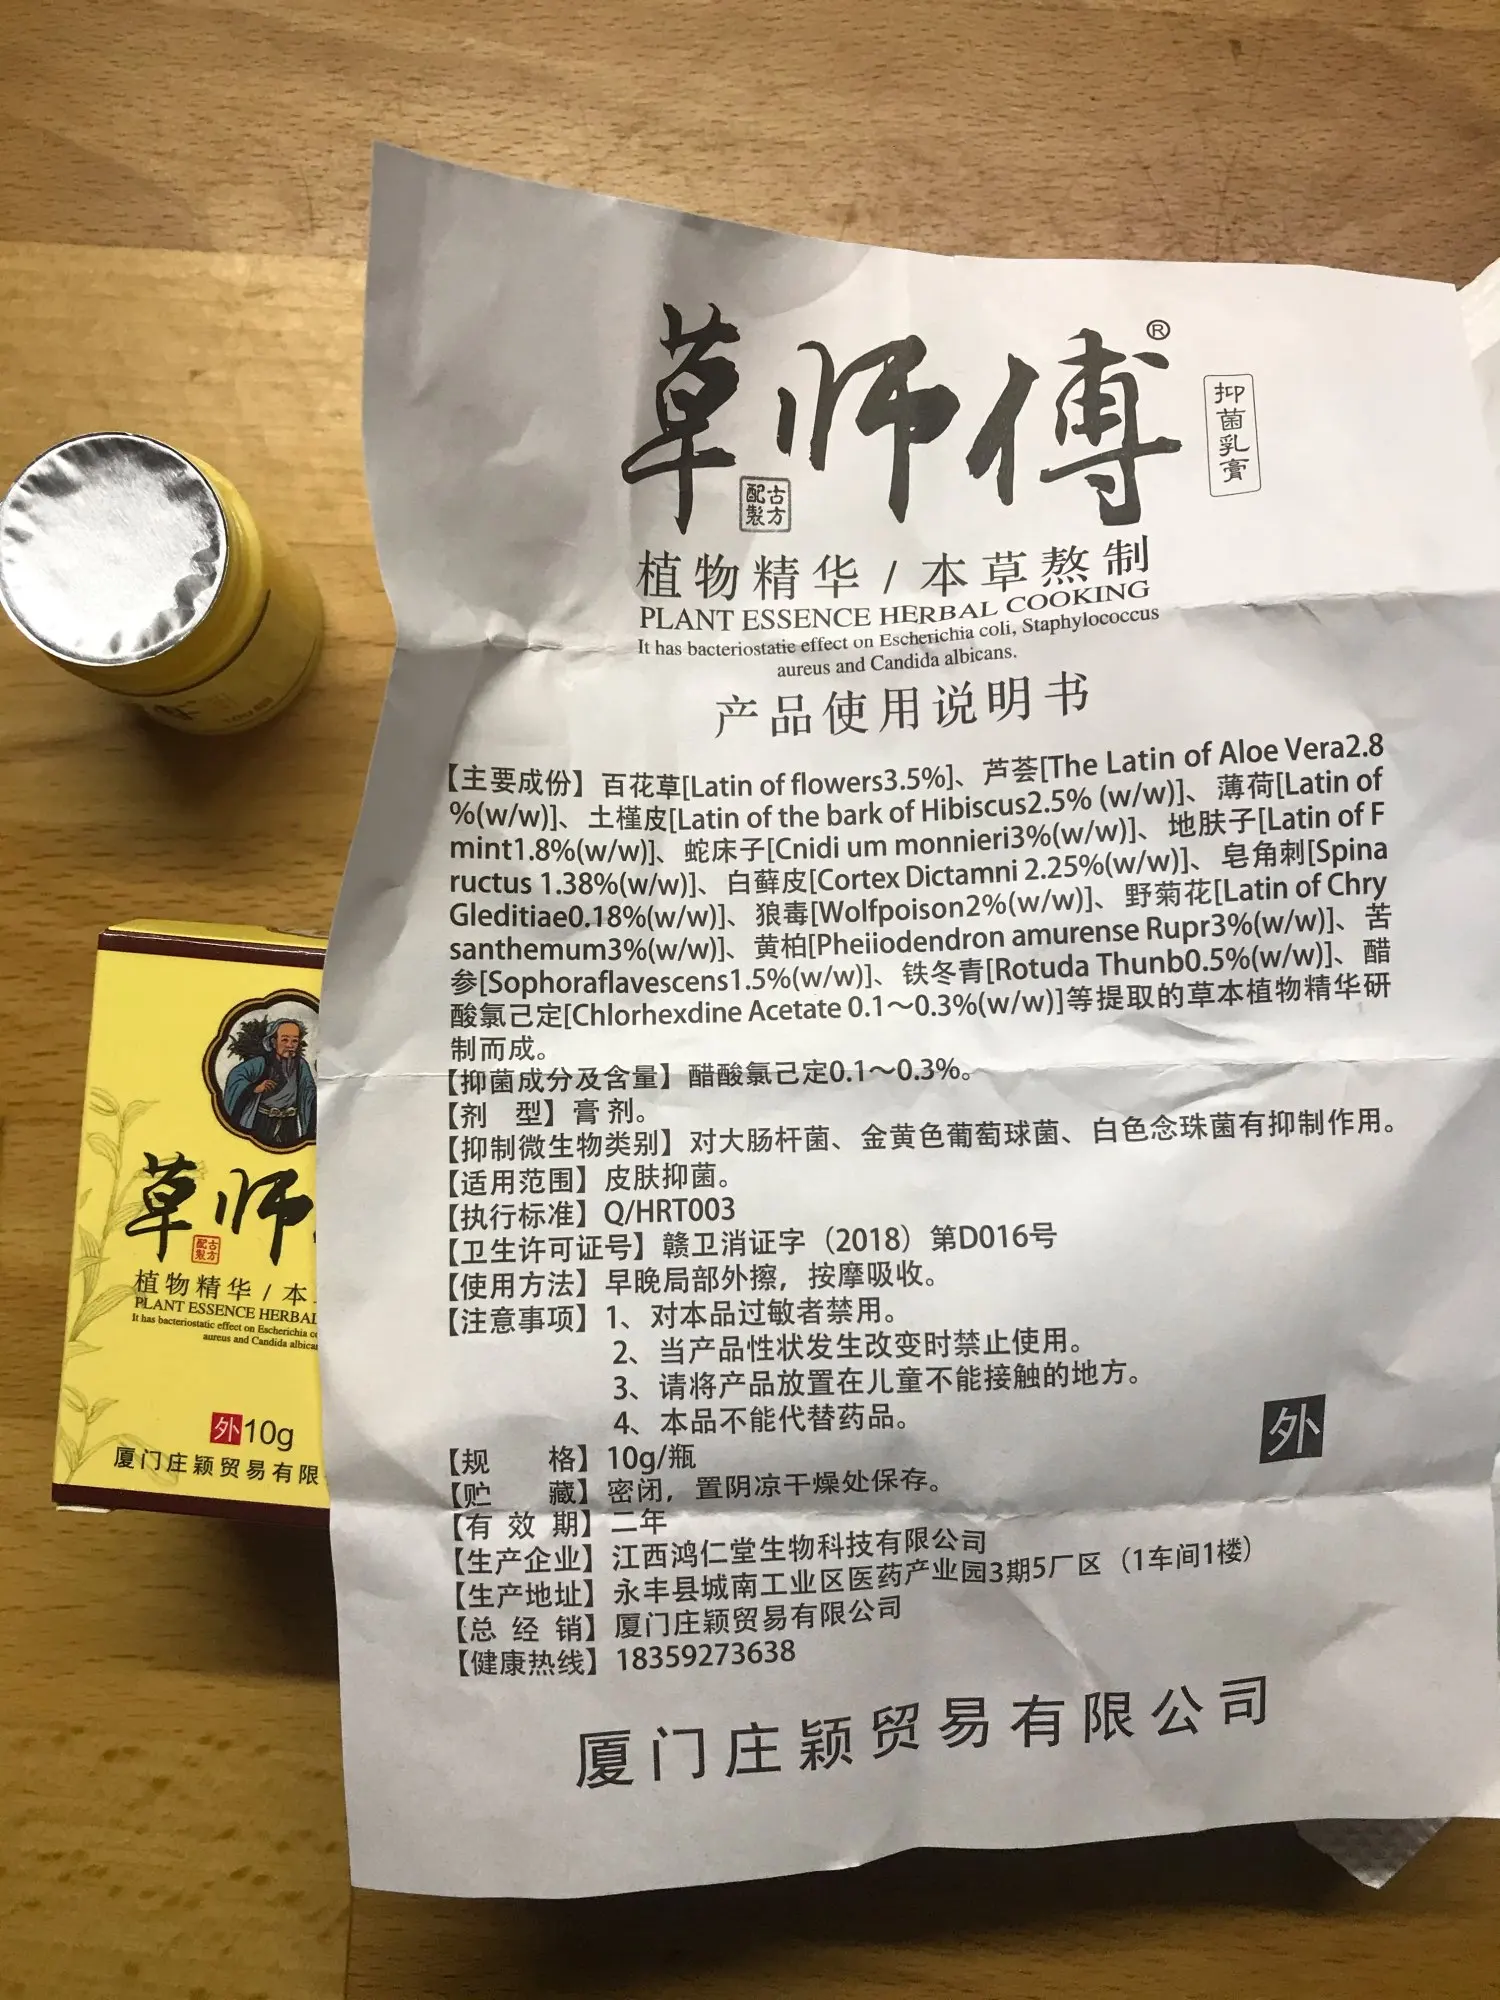 草师傅®
抑菌乳膏
古方
配製
植物精华 / 本草熬制
PLANT ESSENCE HERBAL COOKING
It has bacteriostatie effect on Escherichia coli, Staphylococcus
aureus and Candida albicans.
产品使用说明书
【主要成份】百花草[Latin of flowers3.5%]、芦荟[The Latin of Aloe Vera2.8
%(w/w)]、土槿皮[Latin of the bark of Hibiscus2.5% (w/w)]、薄荷[Latin of
mint1.8%(w/w)]、蛇床子[Cnidi um monnieri3%(w/w)]、地肤子[Latin of F
ructus 1.38%(w/w)]、白藓皮[Cortex Dictamni 2.25%(w/w)]、皂角刺[Spina
Gleditiae0.18%(w/w)]、狼毒[Wolfpoison2%(w/w)]、野菊花[Latin of Chry
santhemum3%(w/w)]、黄柏[Pheiiodendron amurense Rupr3%(w/w)]、苦
参[Sophoraflavescens1.5%(w/w)]、铁冬青[Rotuda Thunb0.5%(w/w)]、醋
酸氯己定[Chlorhexdine Acetate 0.1～0.3%(w/w)]等提取的草本植物精华研
制而成。
【抑菌成分及含量】醋酸氯己定0.1～0.3%。
【剂 型】膏 剂。
【抑制微生物类别】对大肠杆菌、金黄色葡萄球菌、白色念珠菌有抑制作用。
【适用范围】皮肤抑菌。
【执行标准】Q/HRT003
【卫生许可证号】赣卫消证字（2018）第D016号
【使用方法】早晚局部外擦，按摩吸收。
【注意事项】1、对本品过敏者禁用。
2、当产品性状发生改变时禁止使用。
3、请将产品放置在儿童不能接触的地方。
4、本品不能代替药品。
外
【规 格】10g/瓶
【贮 藏】密闭，置阴凉干燥处保存。
【有 效 期】二年
【生产企业】江西鸿仁堂生物科技有限公司
【生产地址】永丰县城南工业区医药产业园3期5厂区（1车间1楼）
【总 经 销】厦门庄颖贸易有限公司
【健康热线】18359273638
厦门庄颖贸易有限公司
草师
古方
配製
植物精华 / 本
PLANT ESSENCE HERBAL
It has bacteriostatic effect on Escherichia co
aureus and Candida albican
外10g
厦门庄颖贸易有限